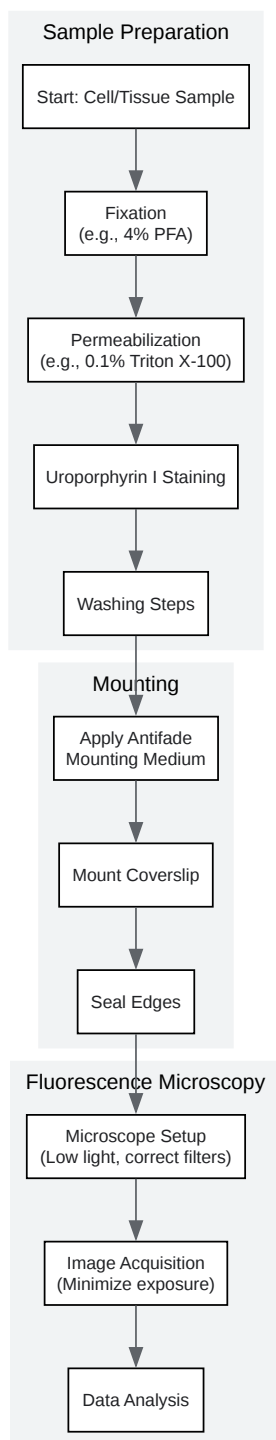 Sample Preparation
Start: Cell/Tissue Sample
Fixation
(e.g., 4% PFA)
Permeabilization
(e.g., 0.1% Triton X-100)
Uroporphyrin I Staining
Washing Steps
Mounting
Apply Antifade
Mounting Medium
Mount Coverslip
Seal Edges
Fluorescence Microscopy
Microscope Setup
(Low light, correct filters)
Image Acquisition
(Minimize exposure)
Data Analysis